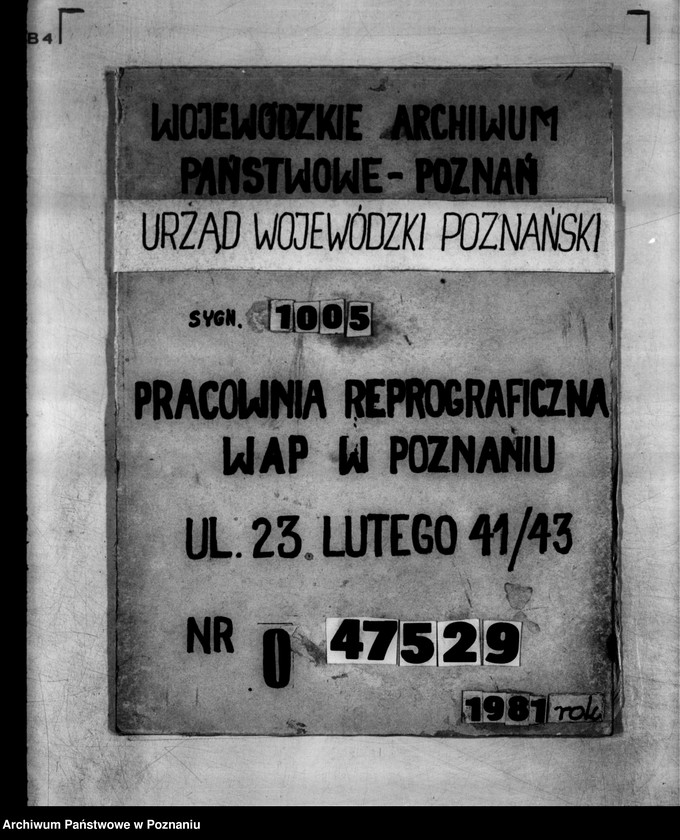 B4
WOJEWÓDZKIE ARCHIWUM
PAŃSTWOWE - POZNAŃ
URZĄD WOJEWÓDZKI POZNAŃSKI
SYGN. 1005
PRACOWNIA REPROGRAFICZNA
WAP W POZNANIU
UL. 23. LUTEGO 41/43
NR O 47529
1981 rok
Archiwum Państwowe w Poznaniu